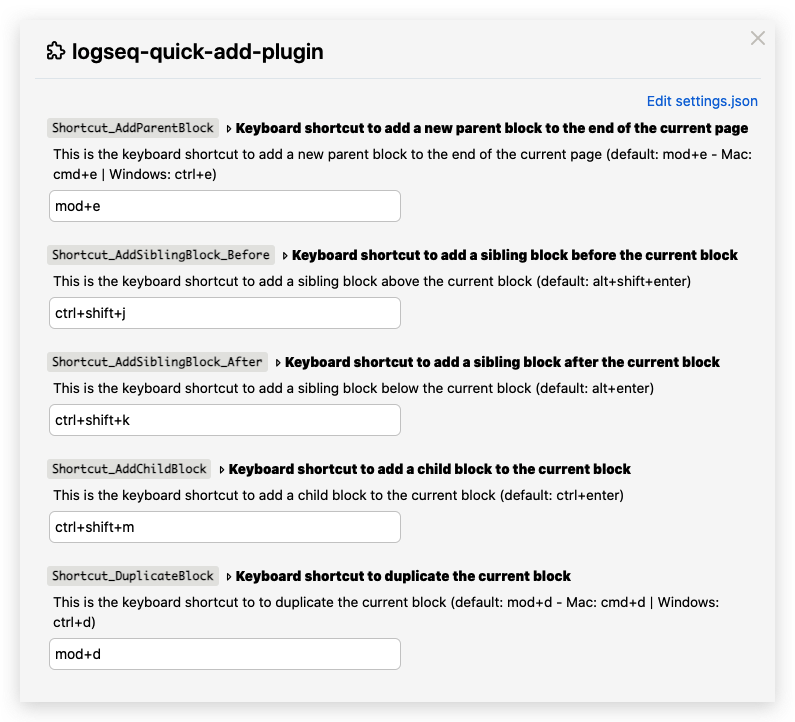 logseq-quick-add-plugin
Edit settings.json
Shortcut_AddParentBlock ▹ Keyboard shortcut to add a new parent block to the end of the current page
This is the keyboard shortcut to add a new parent block to the end of the current page (default: mod+e - Mac:
cmd+e | Windows: ctrl+e)
mod+e
Shortcut_AddSiblingBlock_Before ▹ Keyboard shortcut to add a sibling block before the current block
This is the keyboard shortcut to add a sibling block above the current block (default: alt+shift+enter)
ctrl+shift+j
Shortcut_AddSiblingBlock_After ▹ Keyboard shortcut to add a sibling block after the current block
This is the keyboard shortcut to add a sibling block below the current block (default: alt+enter)
ctrl+shift+k
Shortcut_AddChildBlock ▹ Keyboard shortcut to add a child block to the current block
This is the keyboard shortcut to add a child block to the current block (default: ctrl+enter)
ctrl+shift+m
Shortcut_DuplicateBlock ▹ Keyboard shortcut to duplicate the current block
This is the keyboard shortcut to to duplicate the current block (default: mod+d - Mac: cmd+d | Windows:
ctrl+d)
mod+d